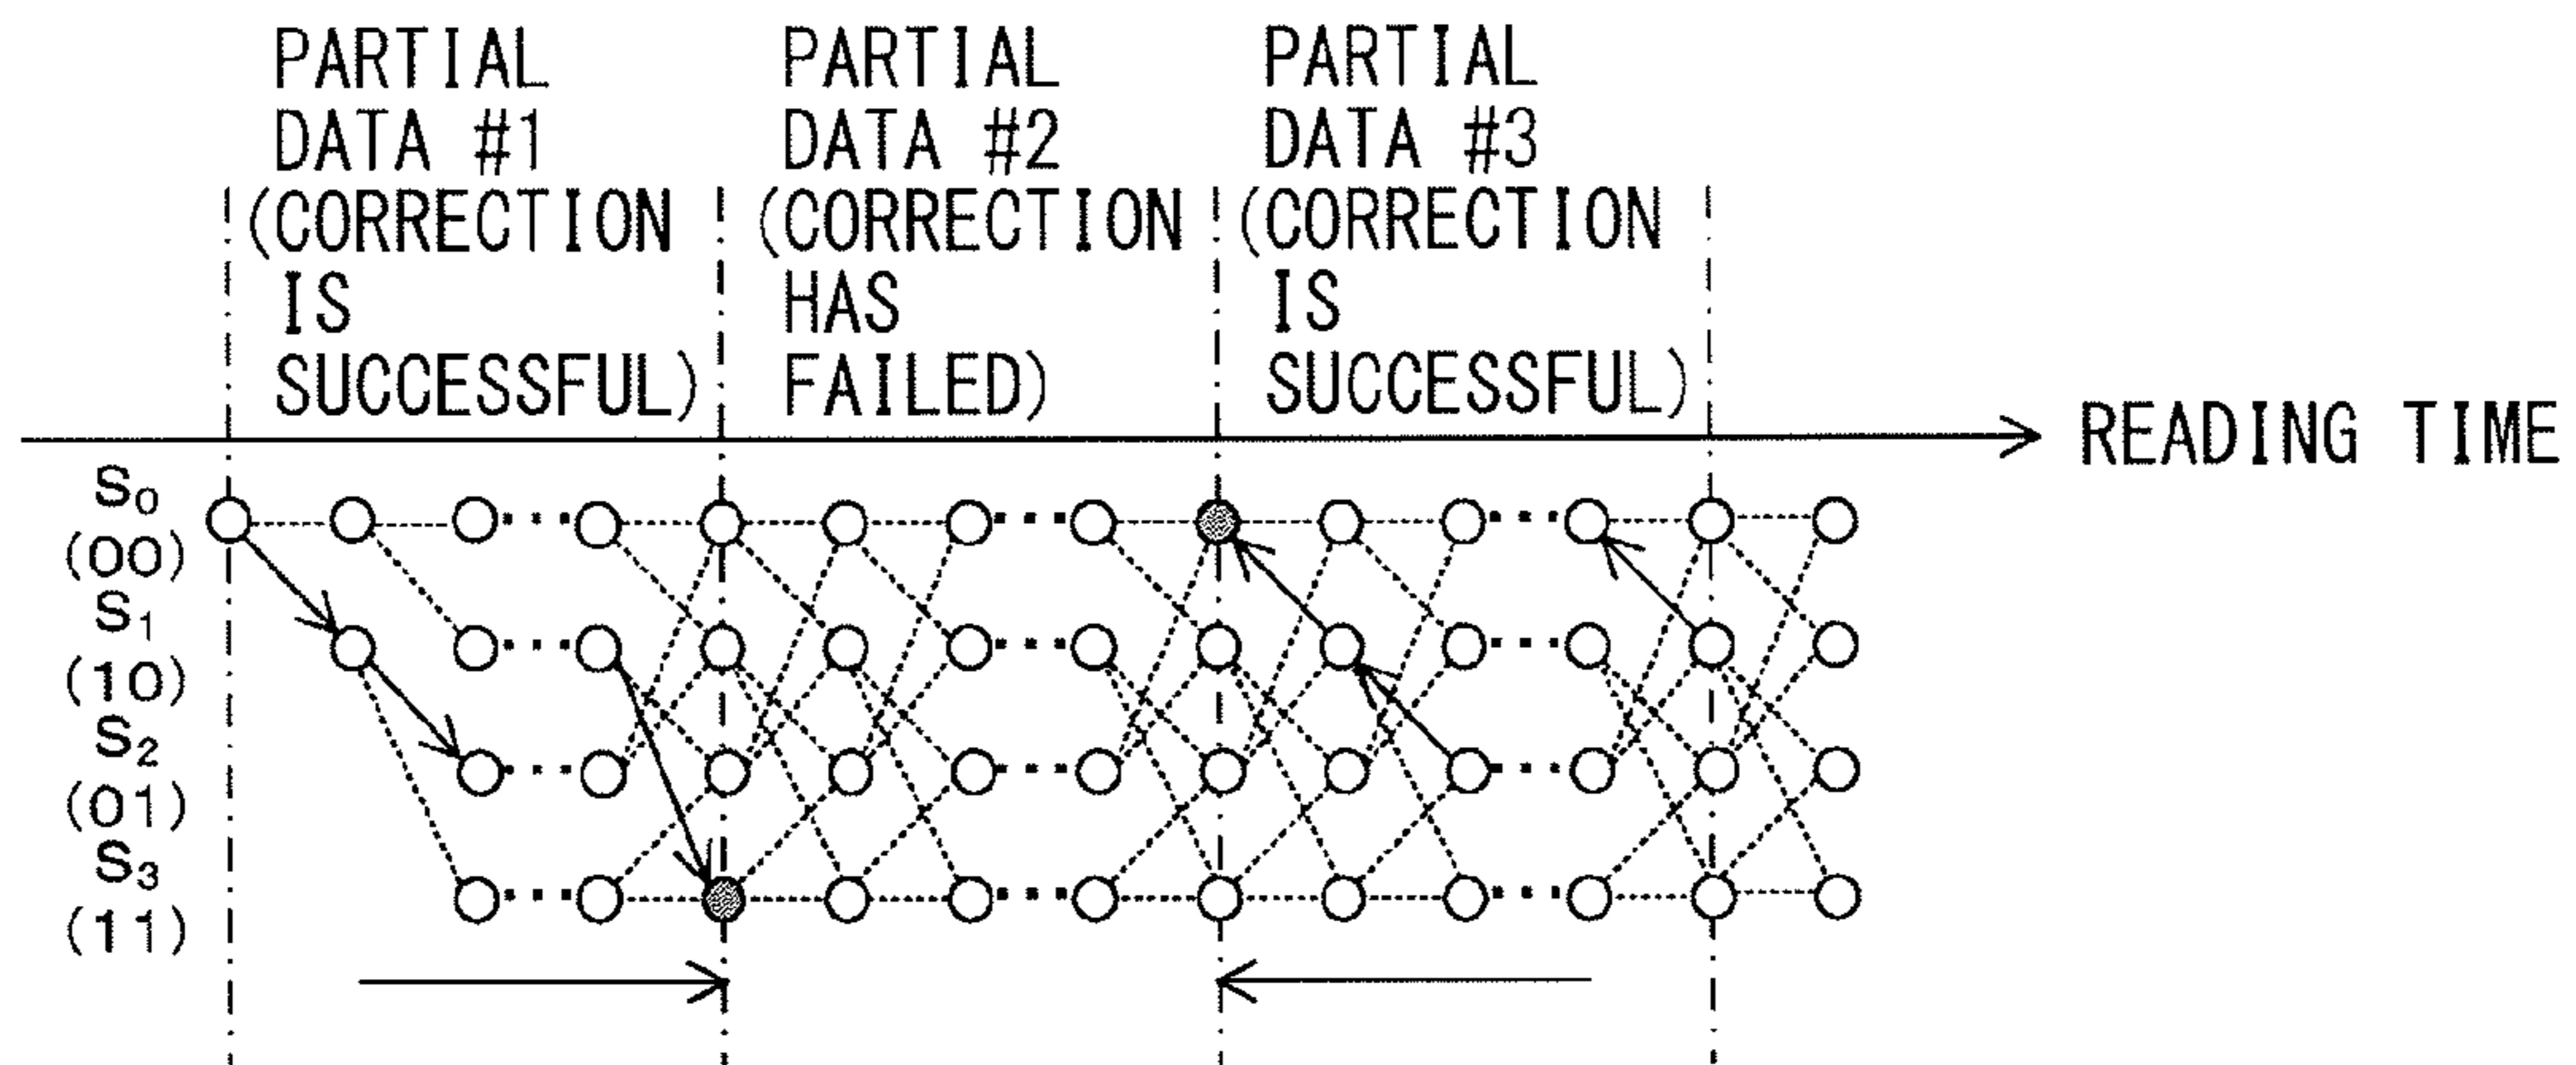 PARTIAL
DATA #1
(CORRECTION
IS
SUCCESSFUL)
PARTIAL
DATA #2
(CORRECTION
HAS
FAILED)
PARTIAL
DATA #3
(CORRECTION
IS
SUCCESSFUL)
READING TIME
S0
(00)
S1
(10)
S2
(01)
S3
(11)